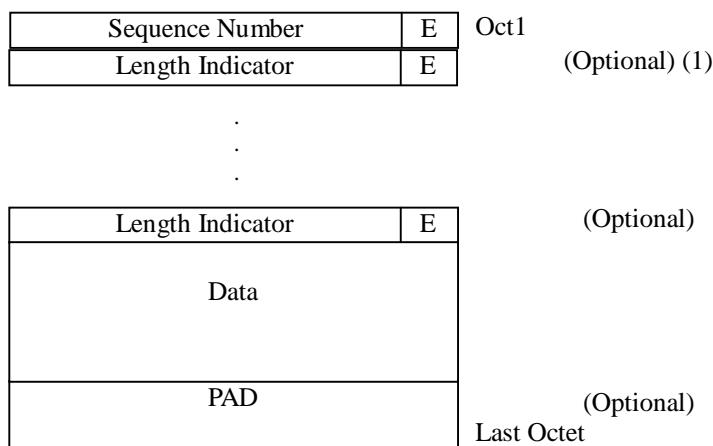 Sequence Number E Oct1
Length Indicator E (Optional) (1)
.
.
.
Length Indicator E (Optional)
Data
PAD (Optional)
Last Octet